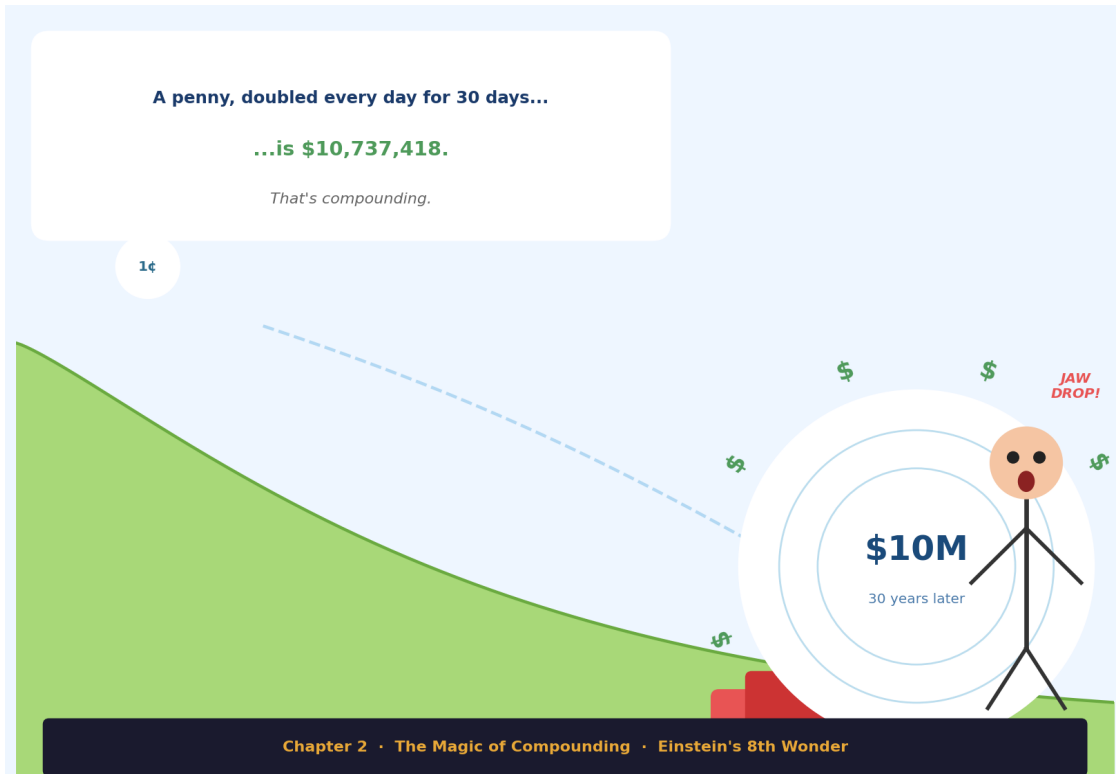 A penny, doubled every day for 30 days...
...is $10,737,418.
That's compounding.
1¢
$ $
JAW
DROP!
$ $
$10M
30 years later
$
Chapter 2 · The Magic of Compounding · Einstein's 8th Wonder